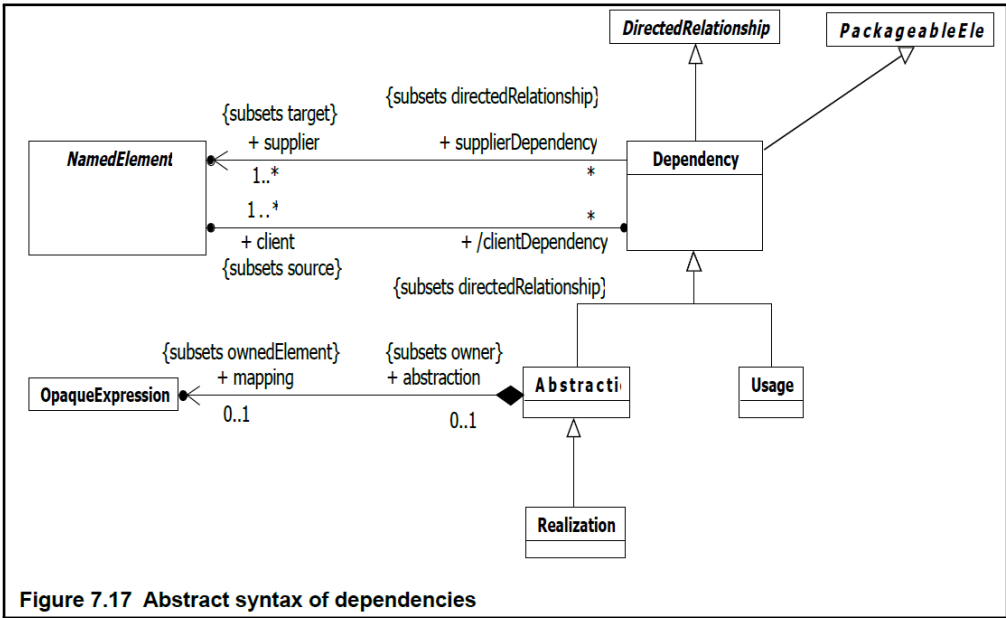 DirectedRelationship
PackageableEle
{subsets directedRelationship}
{subsets target}
+ supplier
+ supplierDependency
NamedElement
Dependency
1..*
*
1..*
*
+ client
+ /clientDependency
{subsets source}
{subsets directedRelationship}
{subsets ownedElement}
{subsets owner}
+ mapping
+ abstraction
OpaqueExpression
Abstracti
Usage
0..1
0..1
Realization
Figure 7.17 Abstract syntax of dependencies